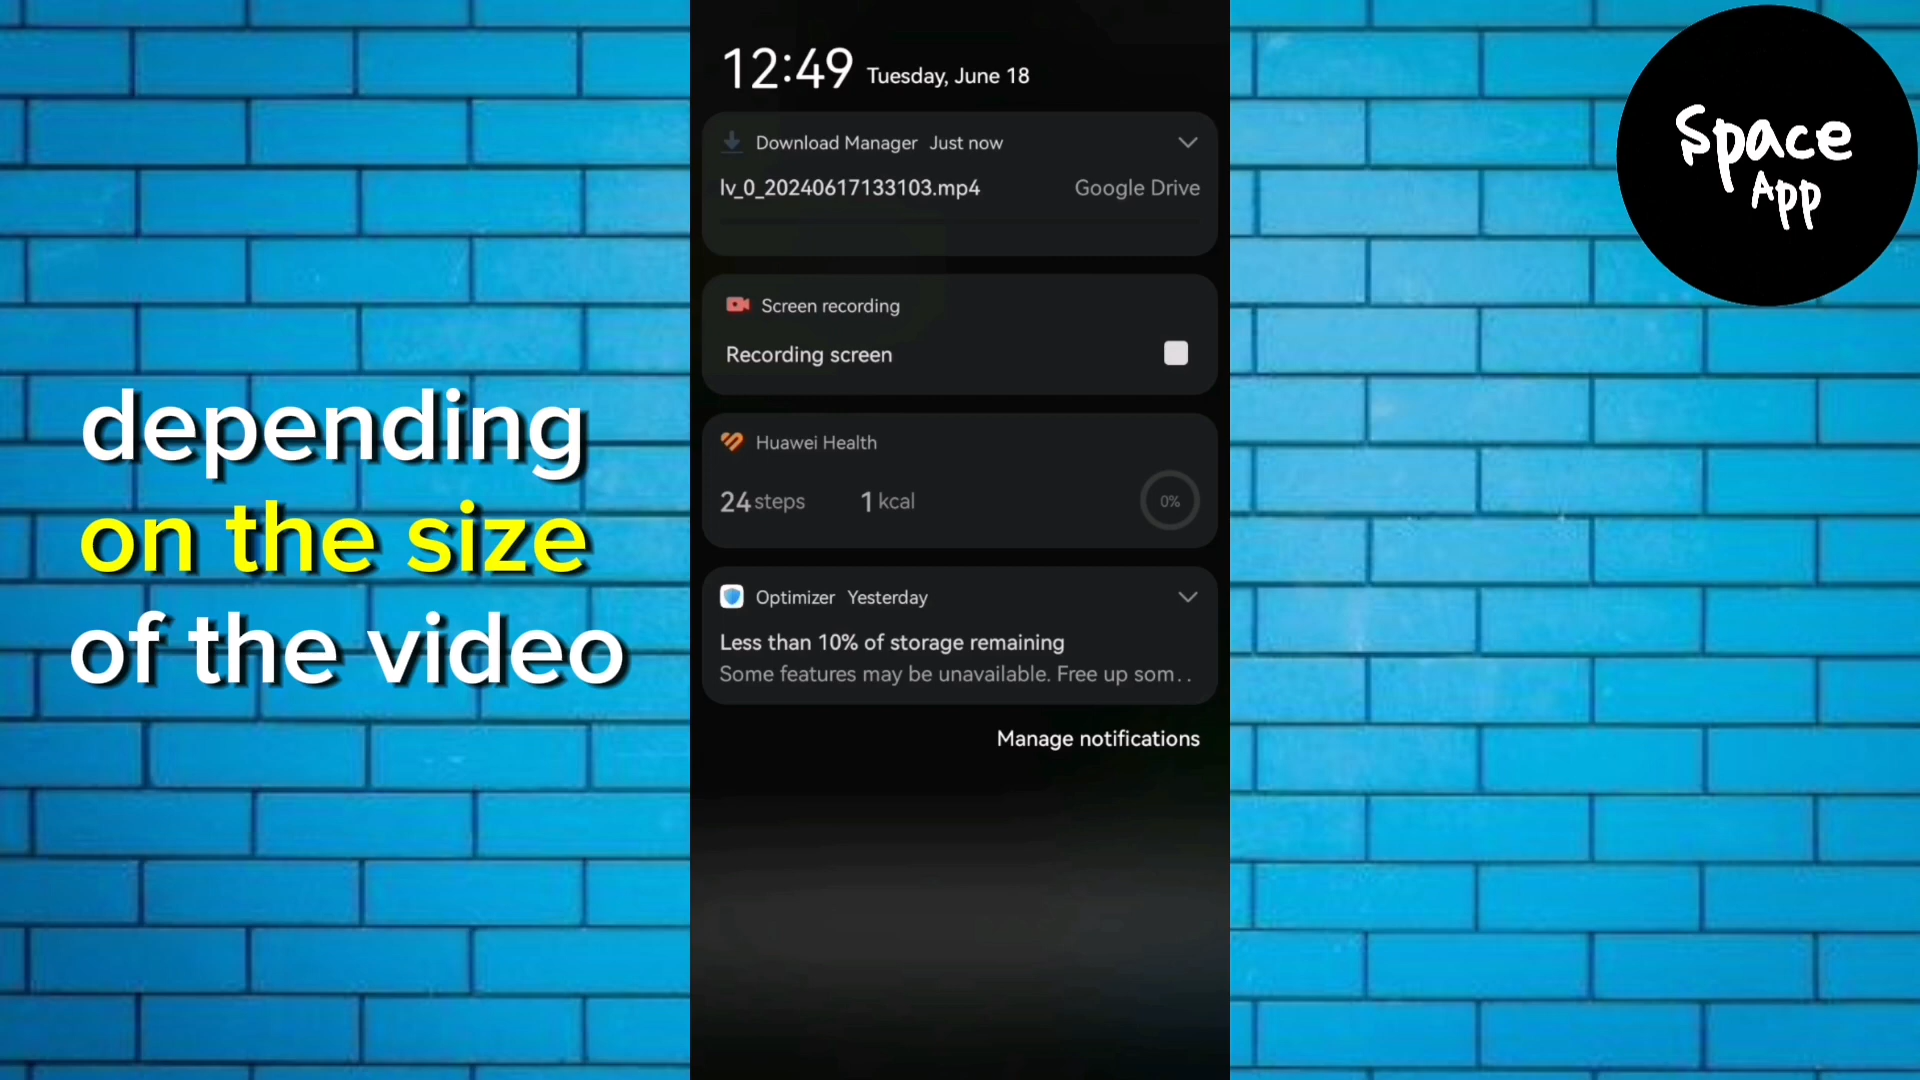 depending
on the size
of the video
12:49 Tuesday, June 18
Download Manager Just now
lv_0_20240617133103.mp4 Google Drive
Screen recording
Recording screen
Huawei Health
24 steps 1 kcal 0%
Optimizer Yesterday
Less than 10% of storage remaining
Some features may be unavailable. Free up som..
Manage notifications
Space
App